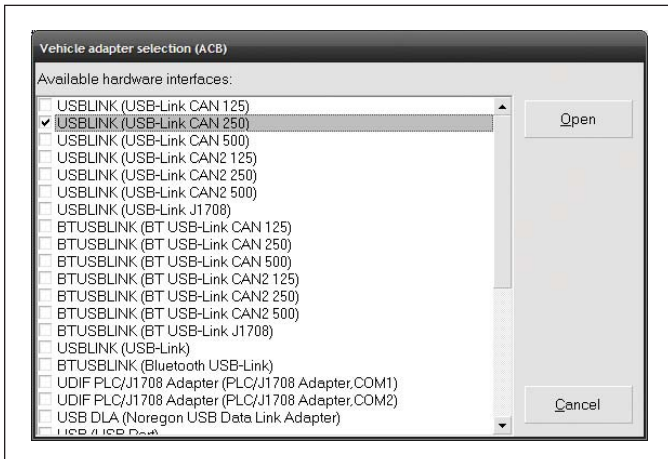 Vehicle adapter selection (ACB)
Available hardware interfaces:
USBLINK (USB-Link CAN 125)
USBLINK (USB-Link CAN 250)
USBLINK (USB-Link CAN 500)
USBLINK (USB-Link CAN2 125)
USBLINK (USB-Link CAN2 250)
USBLINK (USB-Link CAN2 500)
USBLINK (USB-Link J1708)
BTUSBLINK (BT USB-Link CAN 125)
BTUSBLINK (BT USB-Link CAN 250)
BTUSBLINK (BT USB-Link CAN 500)
BTUSBLINK (BT USB-Link CAN2 125)
BTUSBLINK (BT USB-Link CAN2 250)
BTUSBLINK (BT USB-Link CAN2 500)
BTUSBLINK (BT USB-Link J1708)
USBLINK (USB-Link)
BTUSBLINK (Bluetooth USB-Link)
UDIF PLC/J1708 Adapter (PLC/J1708 Adapter,COM1)
UDIF PLC/J1708 Adapter (PLC/J1708 Adapter,COM2)
USB DLA (Noregon USB Data Link Adapter)
USB (USB Port)
Open
Cancel